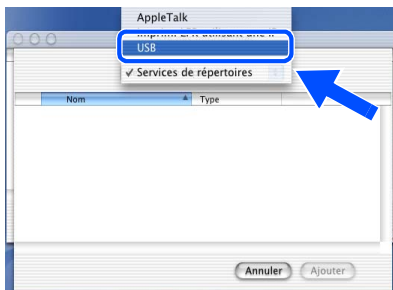 AppleTalk
USB
✓ Services de répertoires
Nom
Type
Annuler
Ajouter